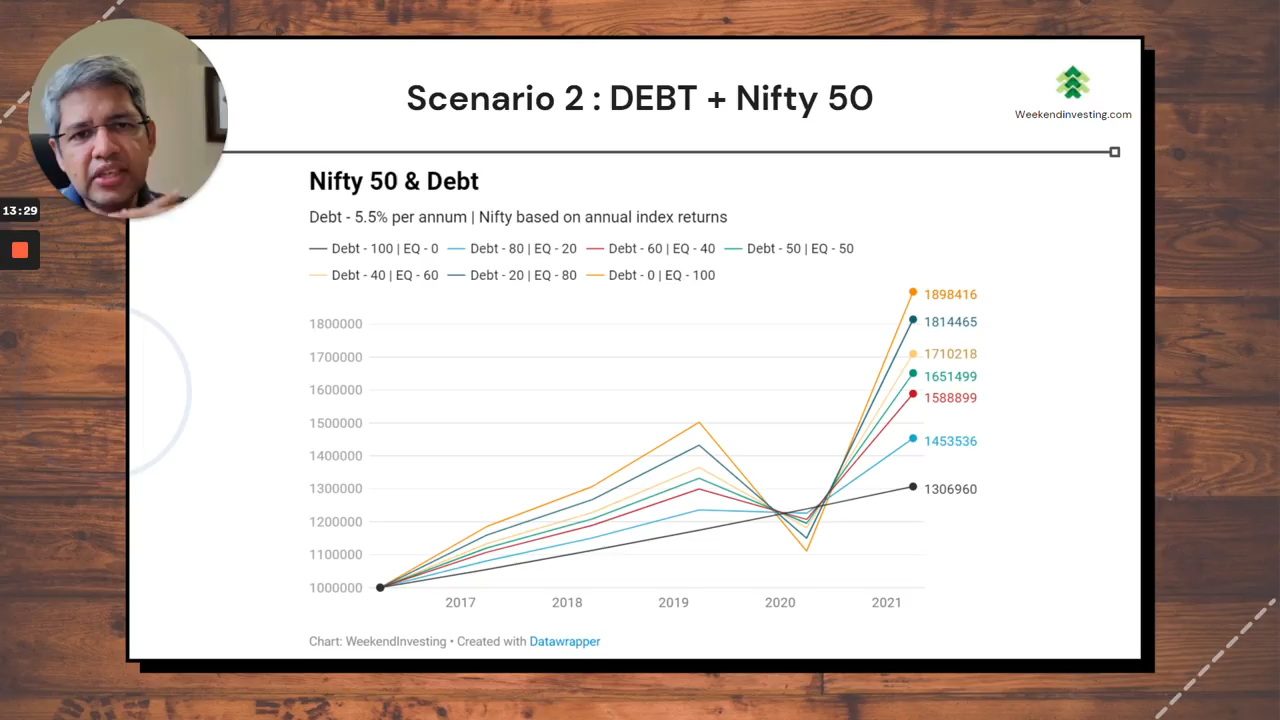 Scenario 2 : DEBT + Nifty 50
Weekendinvesting.com
13:29
Nifty 50 & Debt
Debt - 5.5% per annum | Nifty based on annual index returns
Debt - 100 | EQ - 0 Debt - 80 | EQ - 20 Debt - 60 | EQ - 40 Debt - 50 | EQ - 50
Debt - 40 | EQ - 60 Debt - 20 | EQ - 80 Debt - 0 | EQ - 100
1898416
1814465
1710218
1651499
1588899
1453536
1306960
1800000
1700000
1600000
1500000
1400000
1300000
1200000
1100000
1000000
2017 2018 2019 2020 2021
Chart: WeekendInvesting • Created with Datawrapper